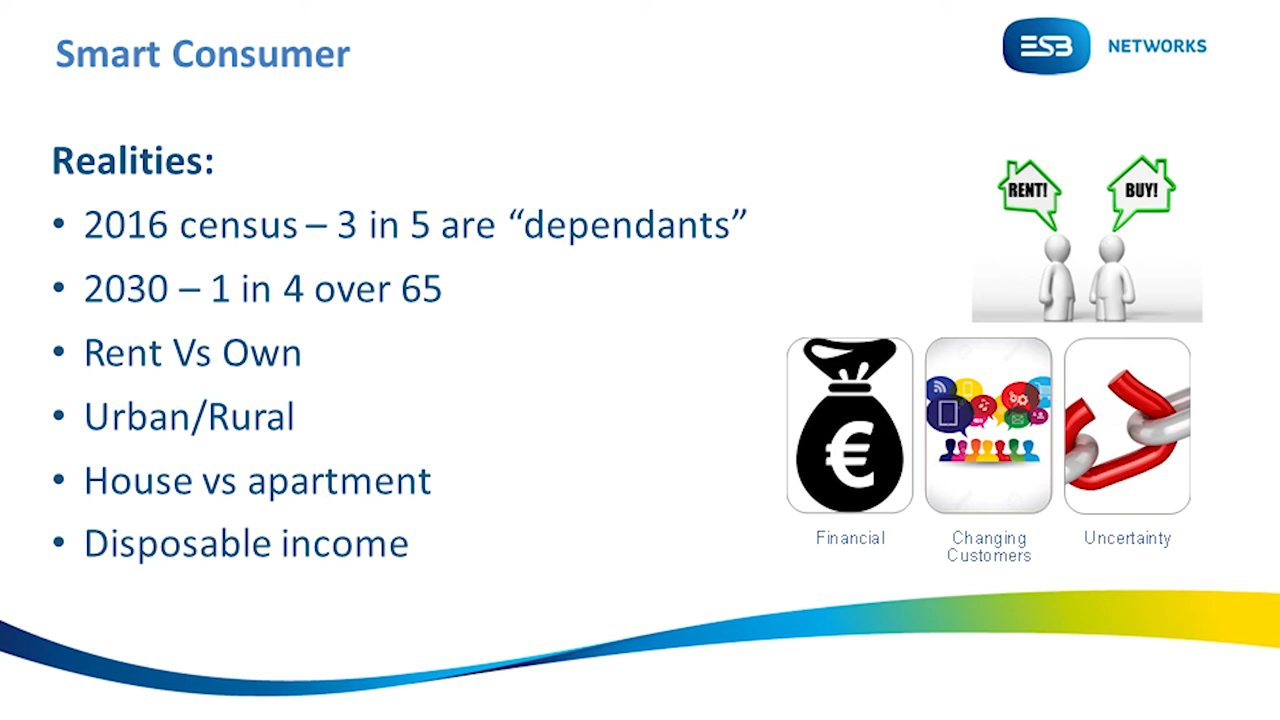 Smart Consumer
ESB NETWORKS
Realities:
• 2016 census – 3 in 5 are “dependants”
• 2030 – 1 in 4 over 65
• Rent Vs Own
• Urban/Rural
• House vs apartment
• Disposable income
RENT!
BUY!
€
Financial
Changing
Customers
Uncertainty